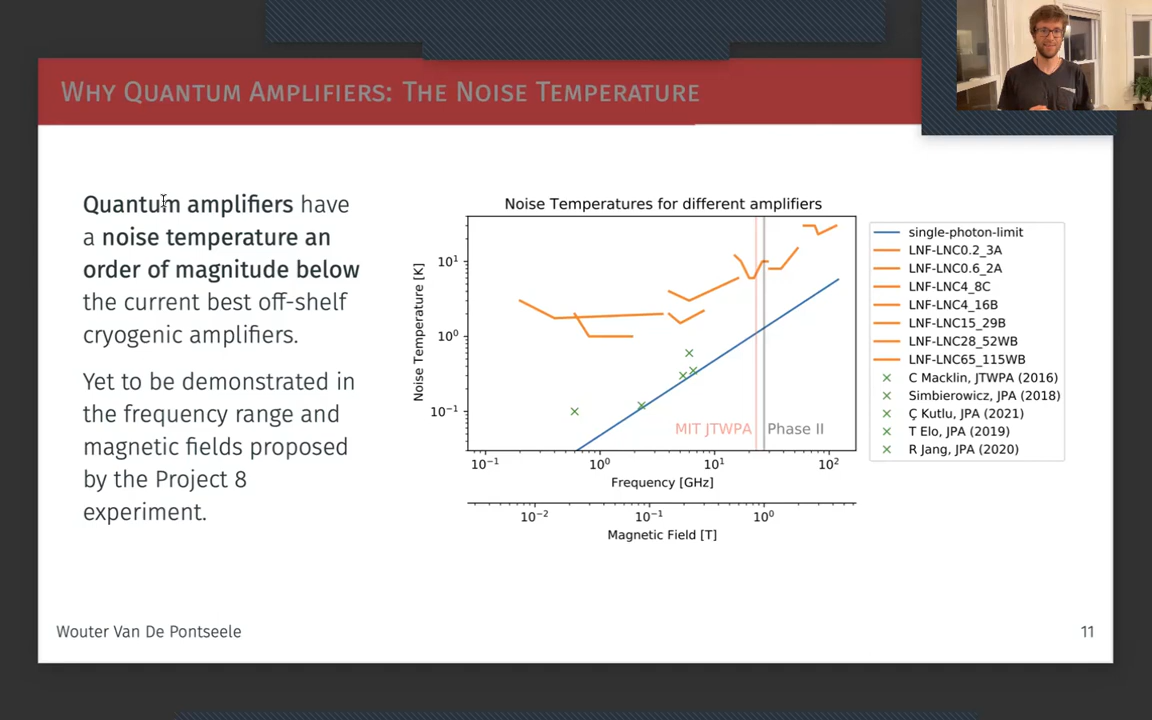 WHY QUANTUM AMPLIFIERS: THE NOISE TEMPERATURE
Quantum amplifiers have
a noise temperature an
order of magnitude below
the current best off-shelf
cryogenic amplifiers.
Yet to be demonstrated in
the frequency range and
magnetic fields proposed
by the Project 8
experiment.
Noise Temperatures for different amplifiers
Noise Temperature [K]
10¹
10⁰
10⁻¹
MIT JTWPA
Phase II
10⁻¹ 10⁰ 10¹ 10²
Frequency [GHz]
10⁻² 10⁻¹ 10⁰
Magnetic Field [T]
single-photon-limit
LNF-LNC0.2_3A
LNF-LNC0.6_2A
LNF-LNC4_8C
LNF-LNC4_16B
LNF-LNC15_29B
LNF-LNC28_52WB
LNF-LNC65_115WB
C Macklin, JTWPA (2016)
Simbierowicz, JPA (2018)
Ç Kutlu, JPA (2021)
T Elo, JPA (2019)
R Jang, JPA (2020)
Wouter Van De Pontseele
11